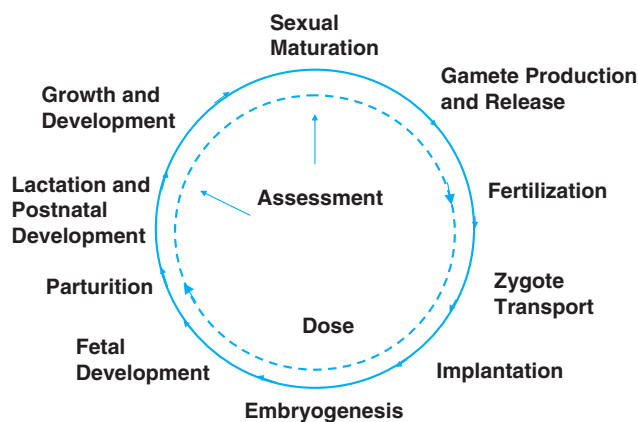 Sexual
Maturation
Gamete Production
and Release
Fertilization
Zygote
Transport
Implantation
Embryogenesis
Fetal
Development
Parturition
Lactation and
Postnatal
Development
Growth and
Development
Assessment
Dose